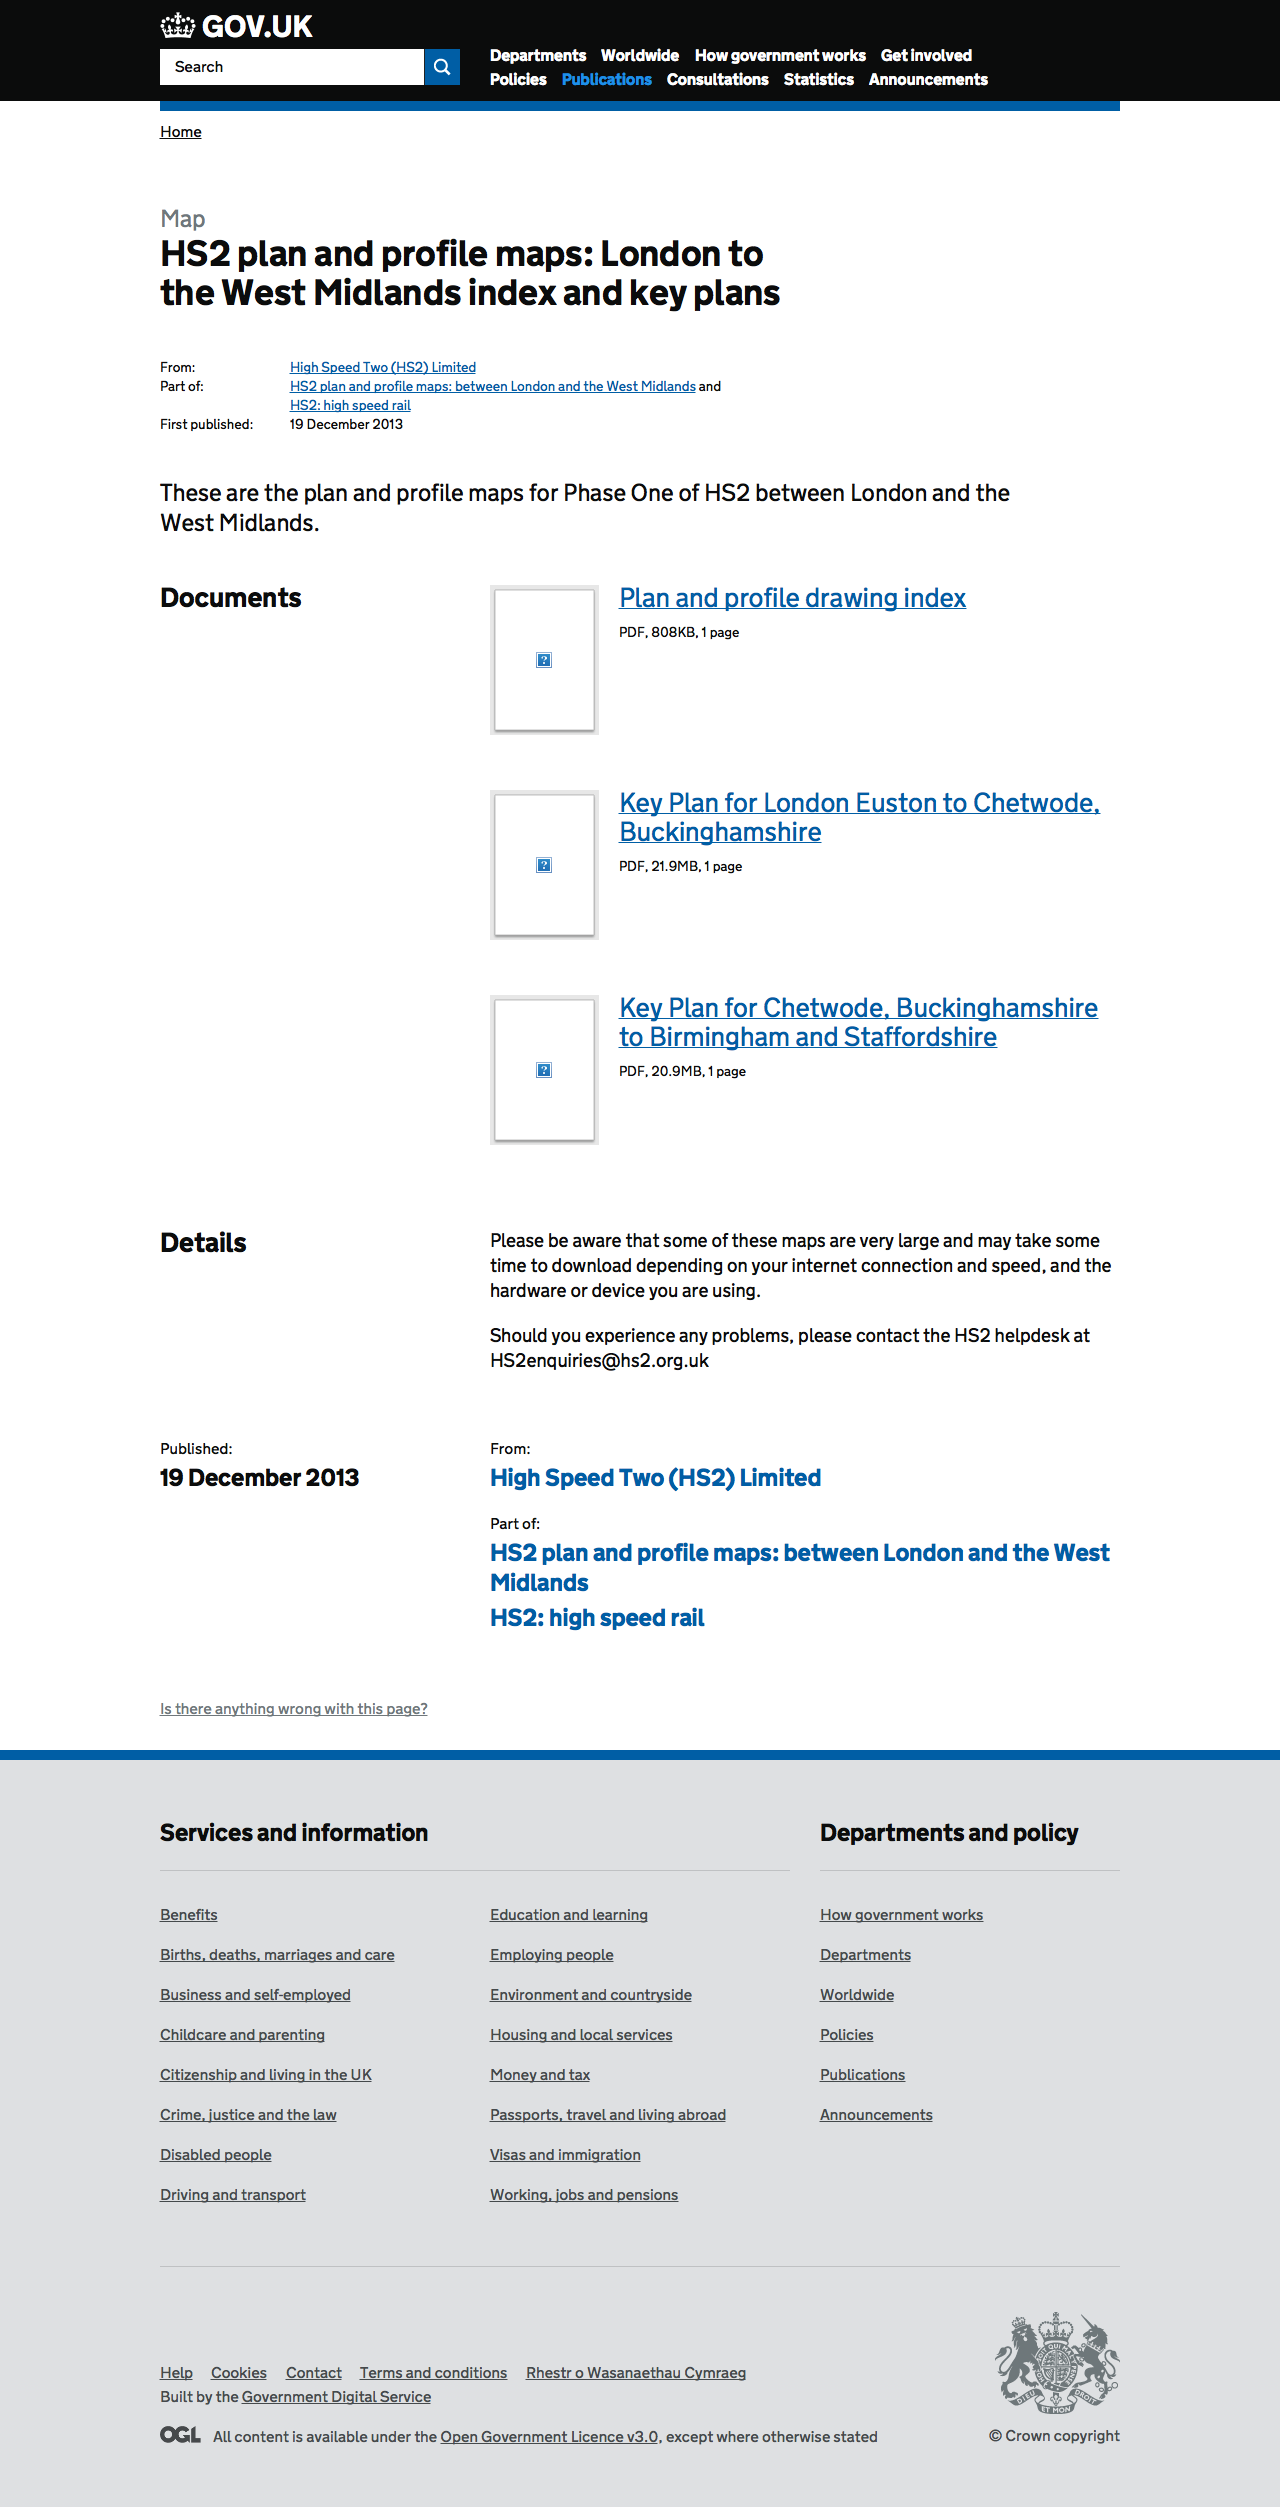 GOV.UK
Search
Departments Worldwide How government works Get involved
Policies Publications Consultations Statistics Announcements
Home
Map
HS2 plan and profile maps: London to
the West Midlands index and key plans
From: High Speed Two (HS2) Limited
Part of: HS2 plan and profile maps: between London and the West Midlands and
HS2: high speed rail
First published: 19 December 2013
These are the plan and profile maps for Phase One of HS2 between London and the
West Midlands.
Documents
Plan and profile drawing index
PDF, 808KB, 1 page
Key Plan for London Euston to Chetwode,
Buckinghamshire
PDF, 21.9MB, 1 page
Key Plan for Chetwode, Buckinghamshire
to Birmingham and Staffordshire
PDF, 20.9MB, 1 page
Details
Please be aware that some of these maps are very large and may take some
time to download depending on your internet connection and speed, and the
hardware or device you are using.
Should you experience any problems, please contact the HS2 helpdesk at
HS2enquiries@hs2.org.uk
Published:
19 December 2013
From:
High Speed Two (HS2) Limited
Part of:
HS2 plan and profile maps: between London and the West
Midlands
HS2: high speed rail
Is there anything wrong with this page?
Services and information
Benefits
Births, deaths, marriages and care
Business and self-employed
Childcare and parenting
Citizenship and living in the UK
Crime, justice and the law
Disabled people
Driving and transport
Education and learning
Employing people
Environment and countryside
Housing and local services
Money and tax
Passports, travel and living abroad
Visas and immigration
Working, jobs and pensions
Departments and policy
How government works
Departments
Worldwide
Policies
Publications
Announcements
Help Cookies Contact Terms and conditions Rhestr o Wasanaethau Cymraeg
Built by the Government Digital Service
OGL All content is available under the Open Government Licence v3.0, except where otherwise stated
DIEU ET MON DROIT
© Crown copyright